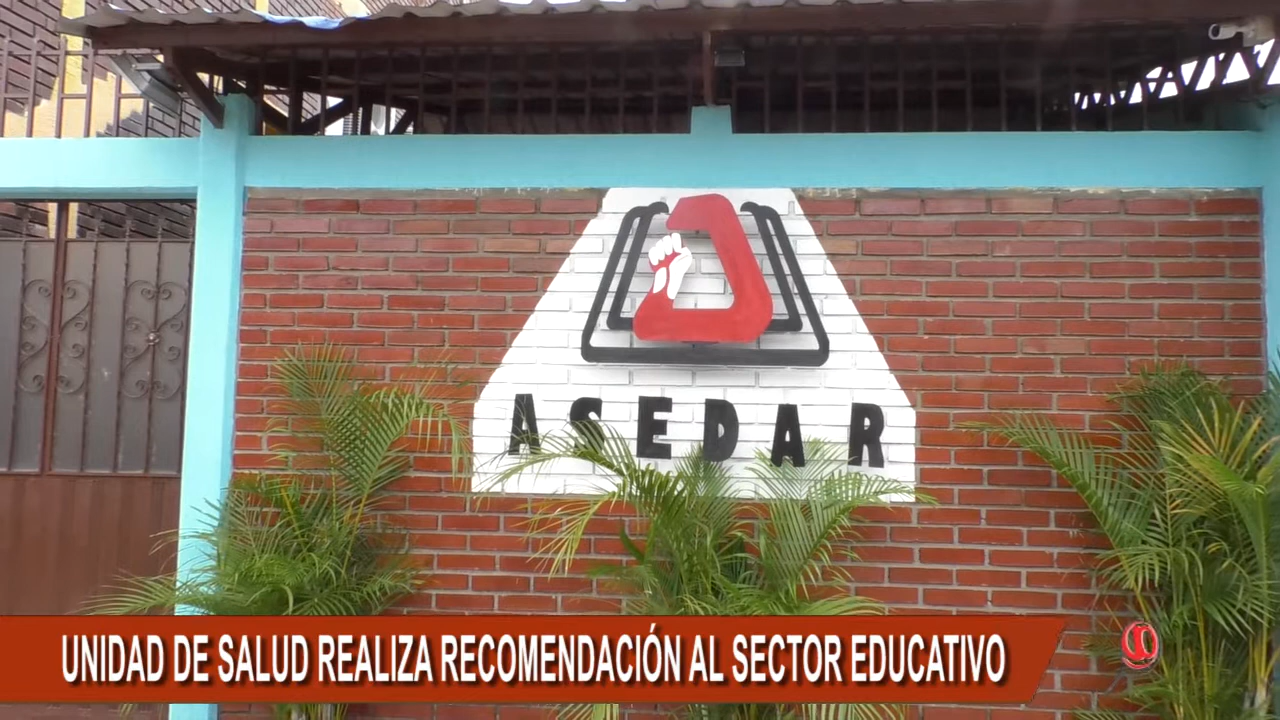 ASEDAR
UNIDAD DE SALUD REALIZA RECOMENDACIÓN AL SECTOR EDUCATIVO